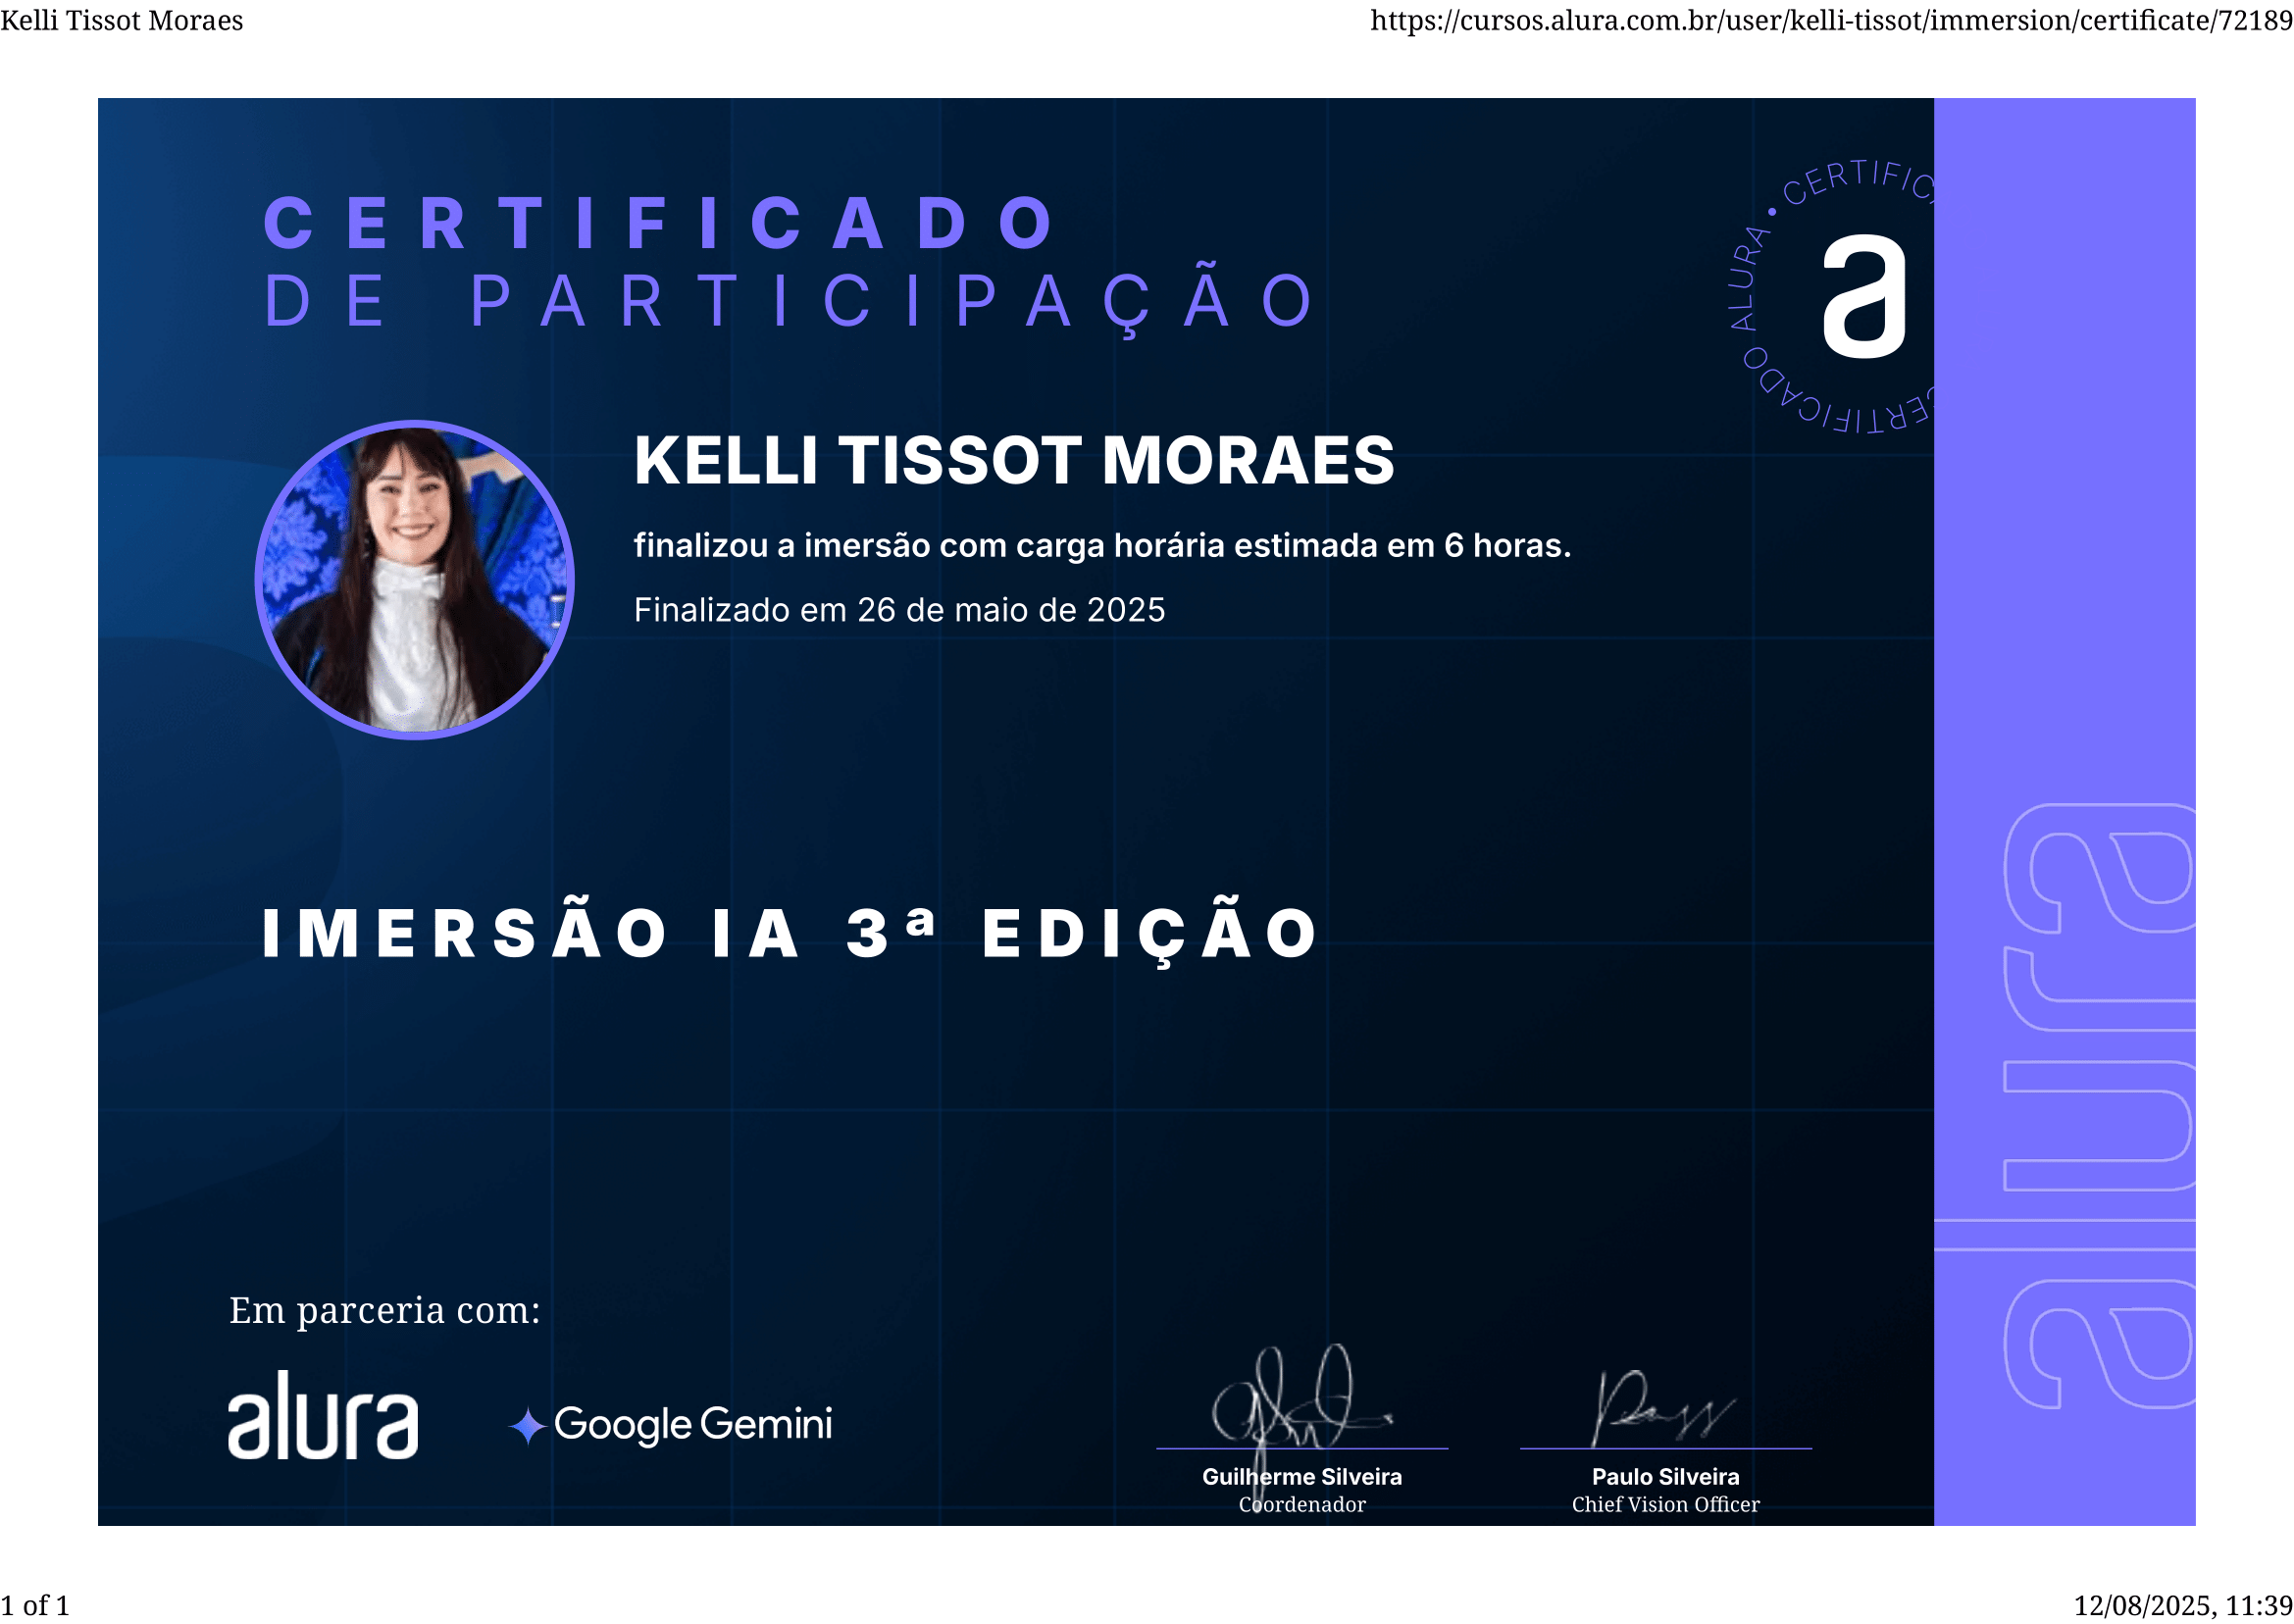 Kelli Tissot Moraes
https://cursos.alura.com.br/user/kelli-tissot/immersion/certificate/72189
CERTIFICADO
DE PARTICIPAÇÃO
CERTIFIC
CERTIFICADO ALURA •
a
KELLI TISSOT MORAES
finalizou a imersão com carga horária estimada em 6 horas.
Finalizado em 26 de maio de 2025
IMERSÃO IA 3ª EDIÇÃO
alura
Em parceria com:
alura
Google Gemini
Guilherme Silveira
Coordenador
Paulo Silveira
Chief Vision Officer
1 of 1
12/08/2025, 11:39